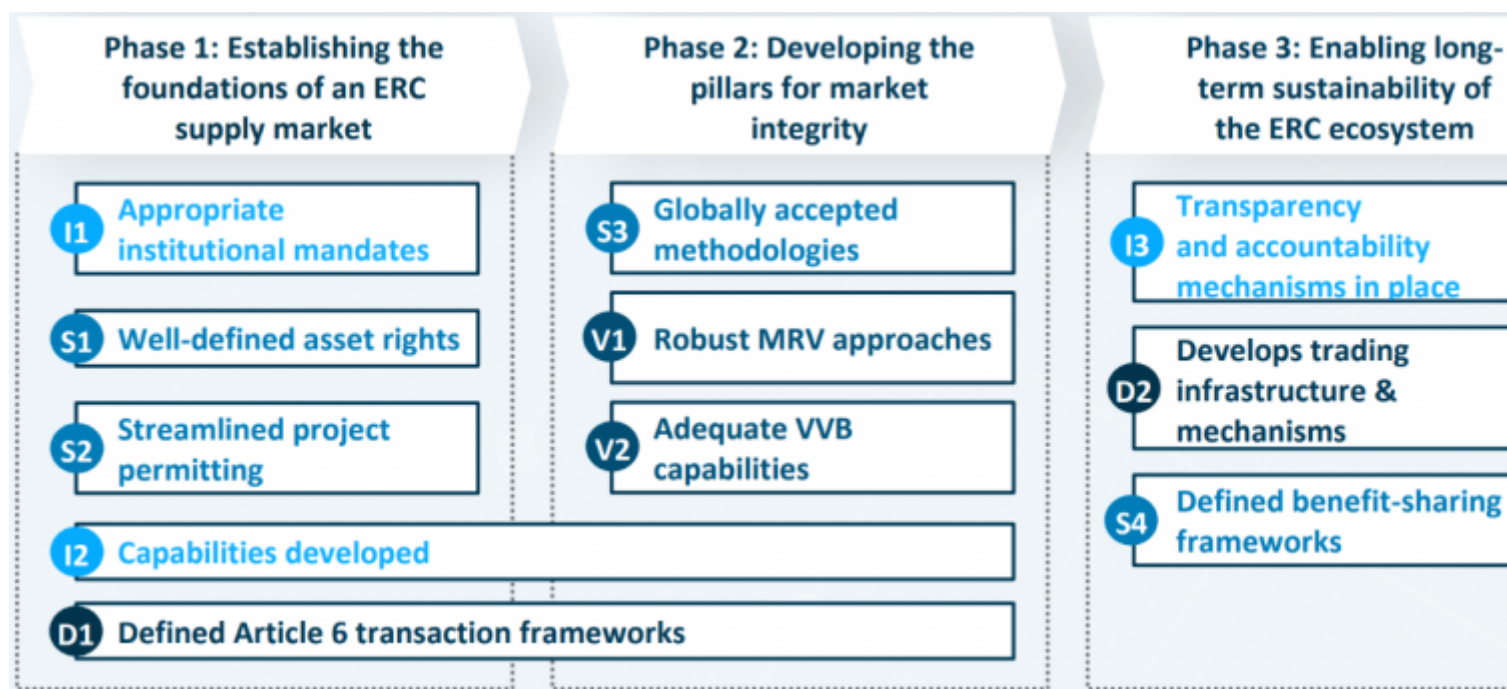 Phase 1: Establishing the
foundations of an ERC
supply market
I1
Appropriate
institutional mandates
S1
Well-defined asset rights
S2
Streamlined project
permitting
I2
Capabilities developed
D1
Defined Article 6 transaction frameworks
Phase 2: Developing the
pillars for market
integrity
S3
Globally accepted
methodologies
V1
Robust MRV approaches
V2
Adequate VVB
capabilities
Phase 3: Enabling long-
term sustainability of
the ERC ecosystem
I3
Transparency
and accountability
mechanisms in place
D2
Develops trading
infrastructure &
mechanisms
S4
Defined benefit-sharing
frameworks